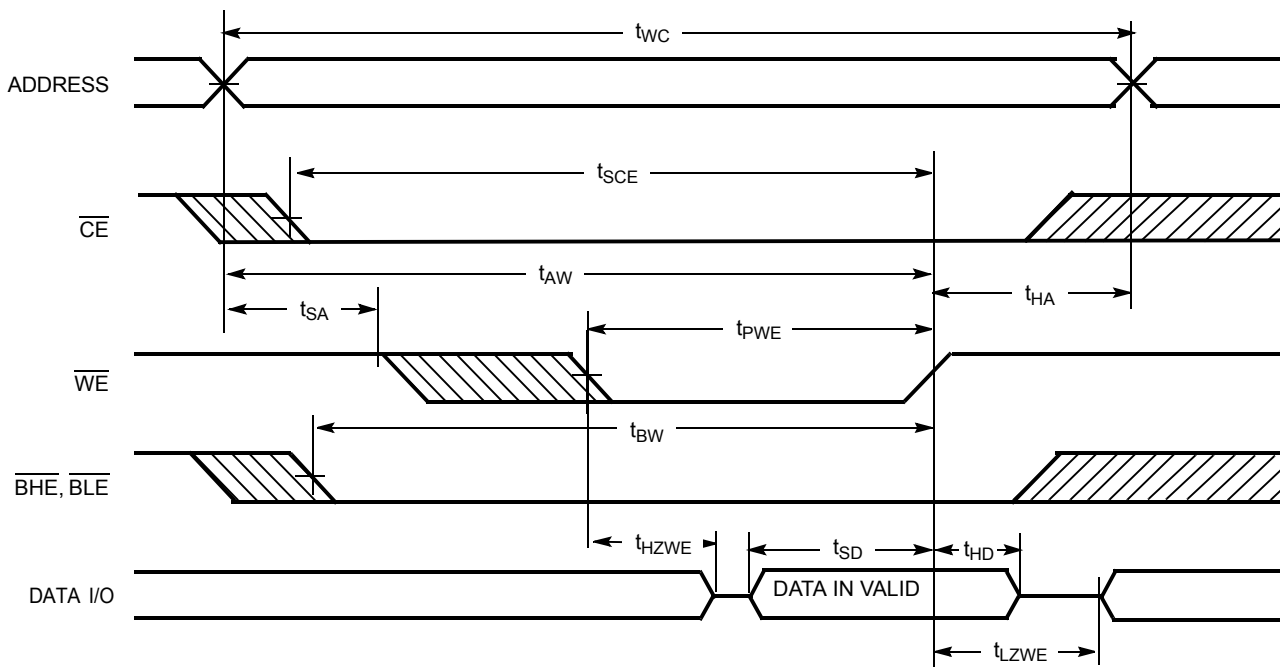 tWC
ADDRESS
tSCE
CE
tAW
tSA
tHA
tPWE
WE
tBW
BHE, BLE
tHZWE
tSD
tHD
DATA I/O
DATA IN VALID
tLZWE